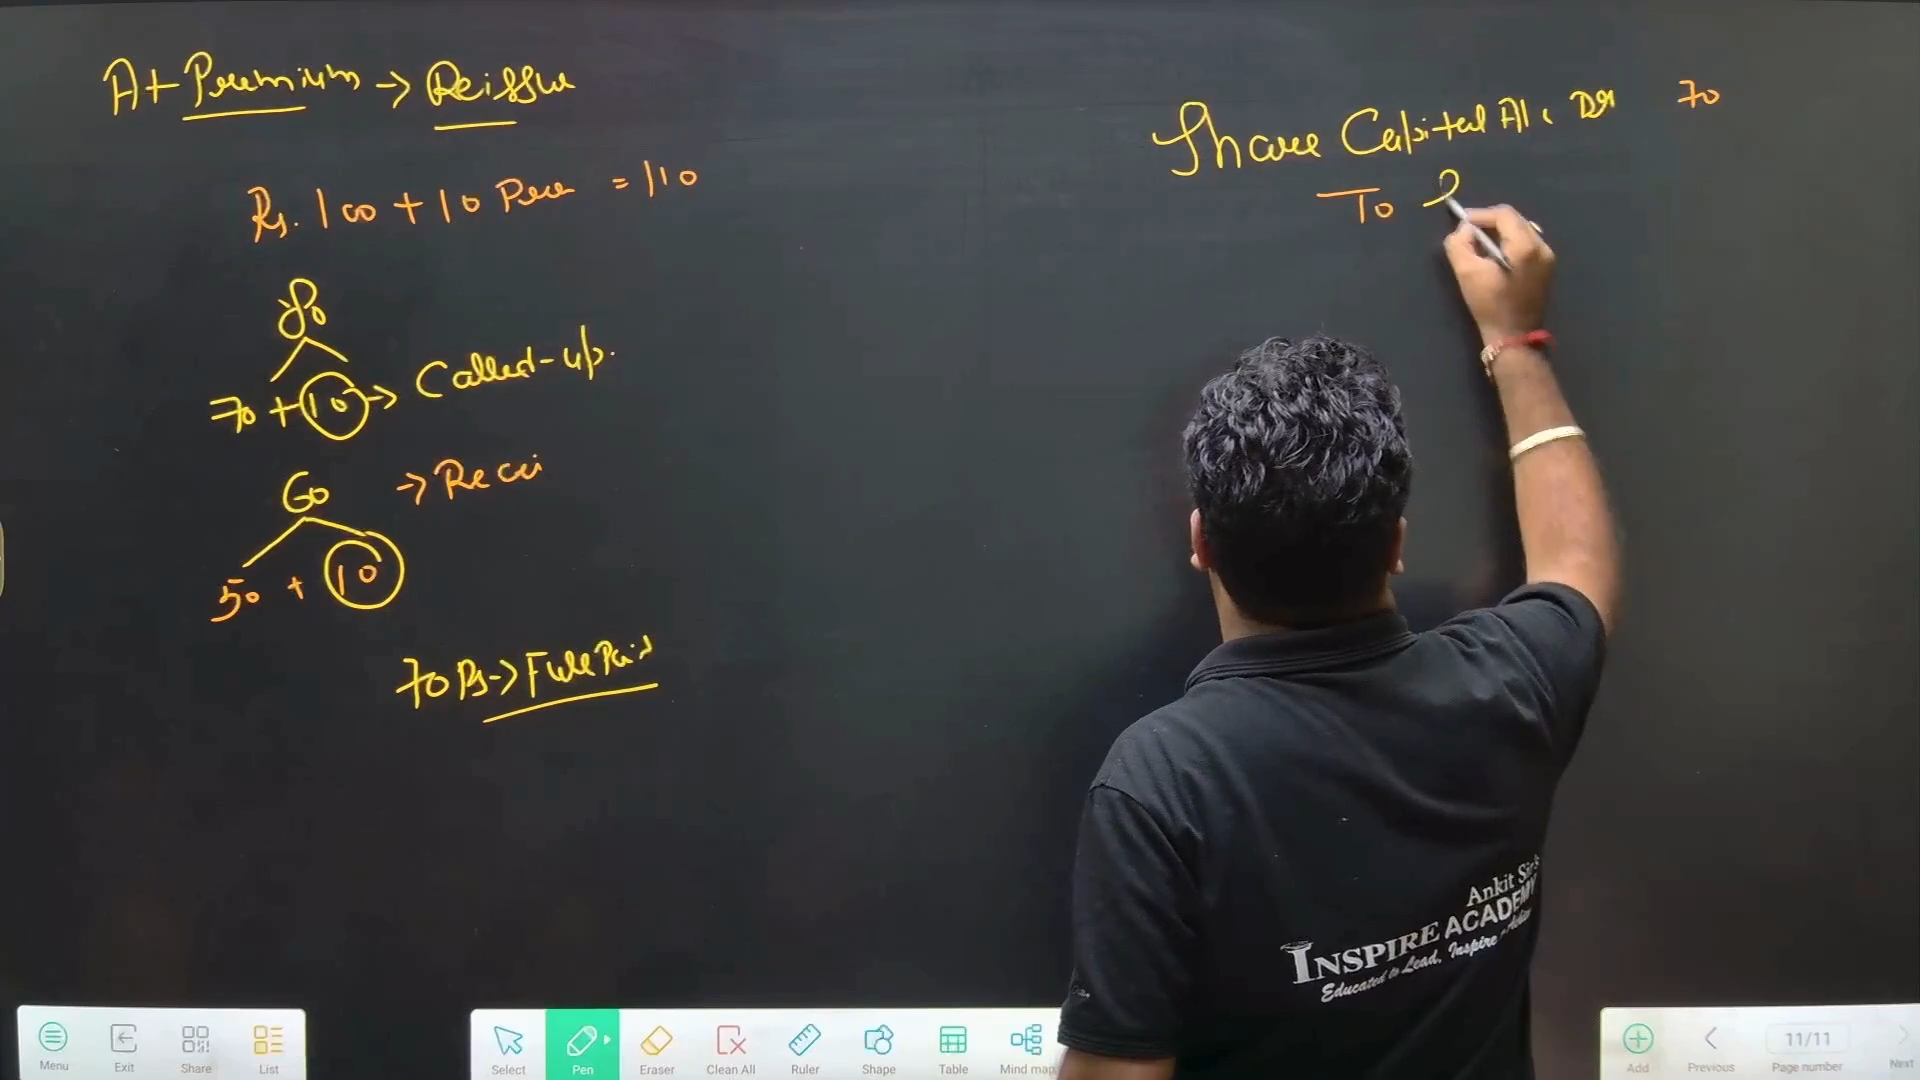 At Premium → Reissue
Rs. 100 + 10 Pree = 110
80
70 + 10 → Called-up.
60 → Recei
50 + 10
70 Rs → Full Paid
Share Capital A/c Dr 70
To S
Ankit Sir's
INSPIRE ACADEMY
Educated to Lead, Inspire
Menu
Exit
Share
List
Select
Pen
Eraser
Clean All
Ruler
Shape
Table
Mind map
Add
Previous
11/11
Page number
Next